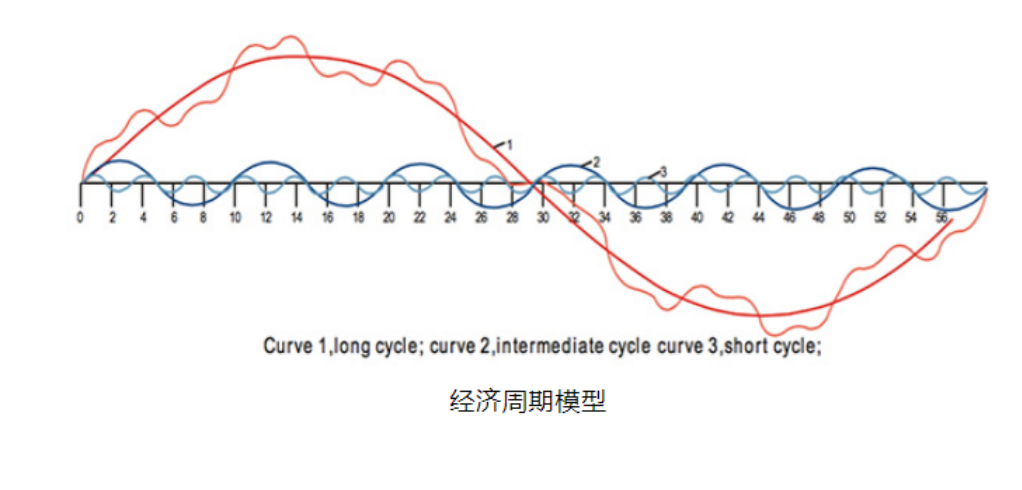 1
2
3
0 2 4 6 8 10 12 14 16 18 20 22 24 26 28 30 32 34 36 38 40 42 44 46 48 50 52 54 56
Curve 1,long cycle; curve 2,intermediate cycle curve 3,short cycle;
经济周期模型